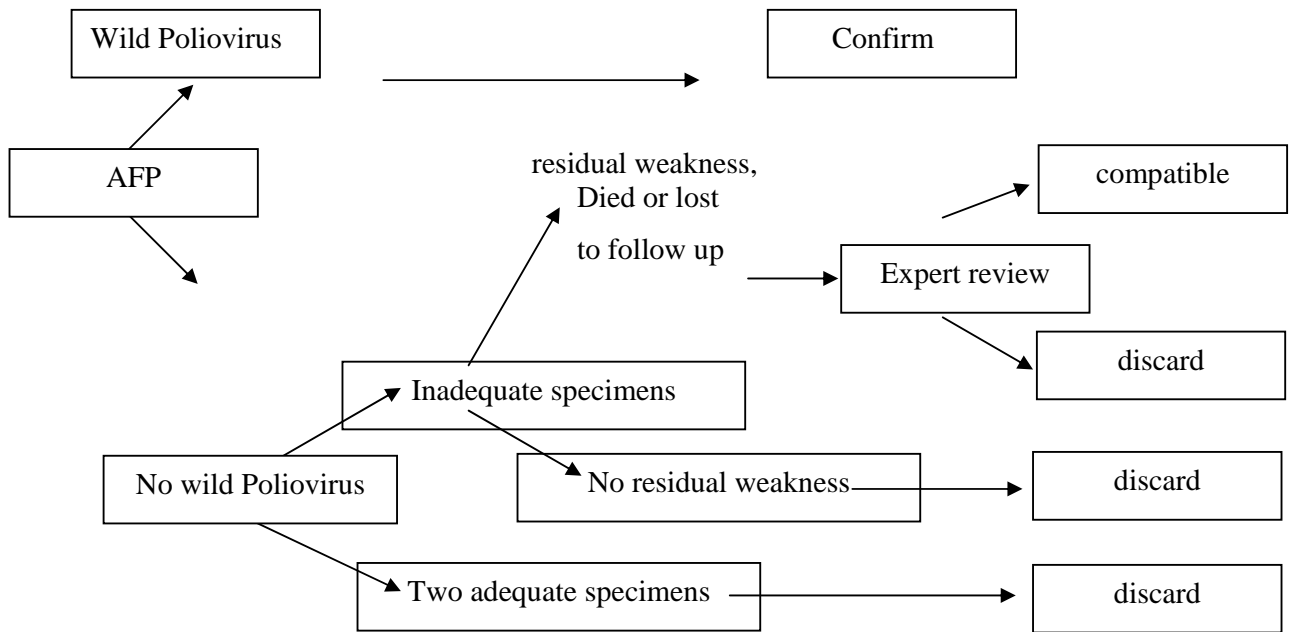 Wild Poliovirus
Confirm
AFP
residual weakness,
Died or lost
to follow up
compatible
Expert review
discard
Inadequate specimens
No wild Poliovirus
No residual weakness
discard
Two adequate specimens
discard